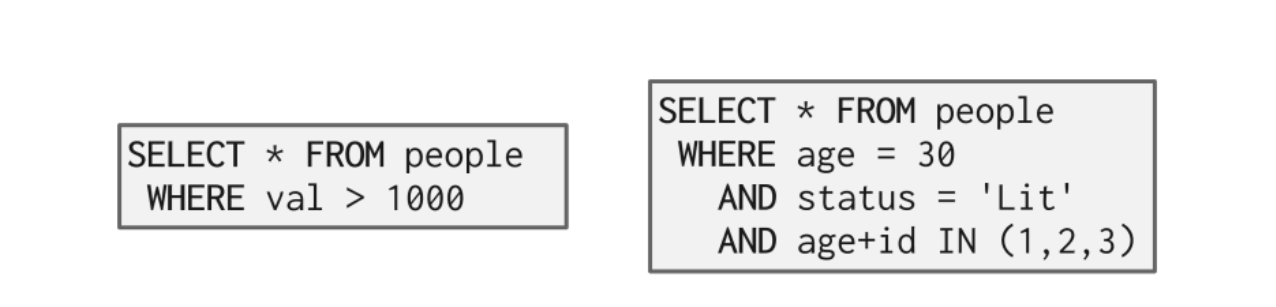 SELECT * FROM people
WHERE val > 1000
SELECT * FROM people
WHERE age = 30
AND status = 'Lit'
AND age+id IN (1,2,3)